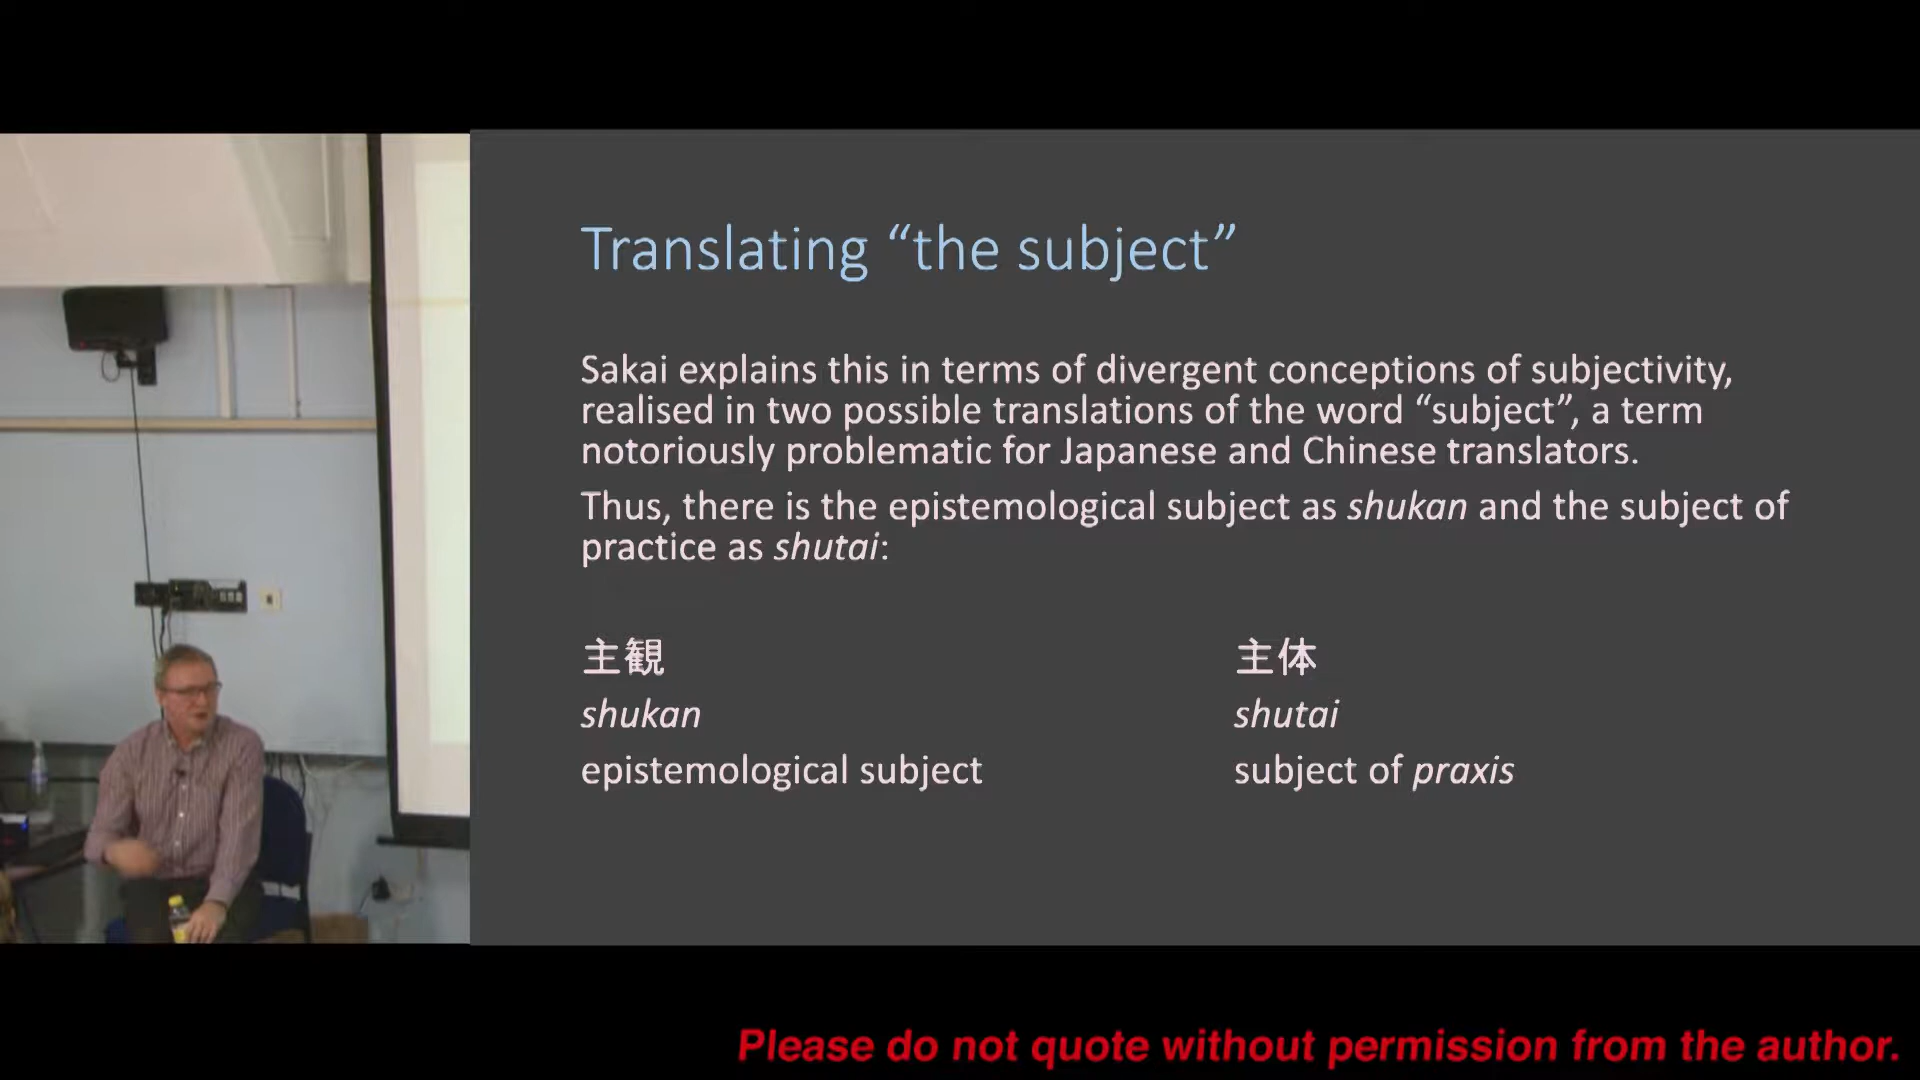 Translating “the subject”
Sakai explains this in terms of divergent conceptions of subjectivity,
realised in two possible translations of the word “subject”, a term
notoriously problematic for Japanese and Chinese translators.
Thus, there is the epistemological subject as shukan and the subject of
practice as shutai:
主観
shukan
epistemological subject
主体
shutai
subject of praxis
Please do not quote without permission from the author.